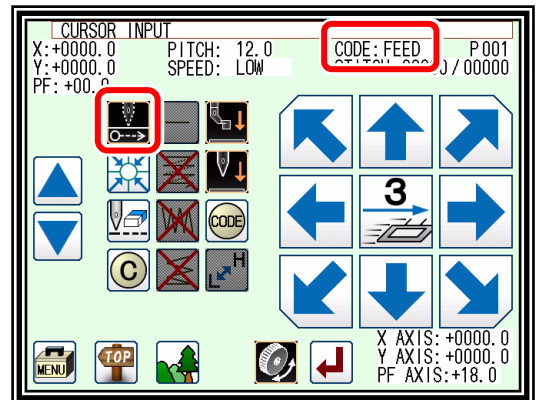 CURSOR INPUT
X:+0000.0 PITCH: 12.0 CODE:FEED P001
Y:+0000.0 SPEED: LOW 0/00000
PF:+00.
3
CODE
C
L H
X AXIS:+0000.0
MENU TOP Y AXIS:+0000.0
PF AXIS:+18.0